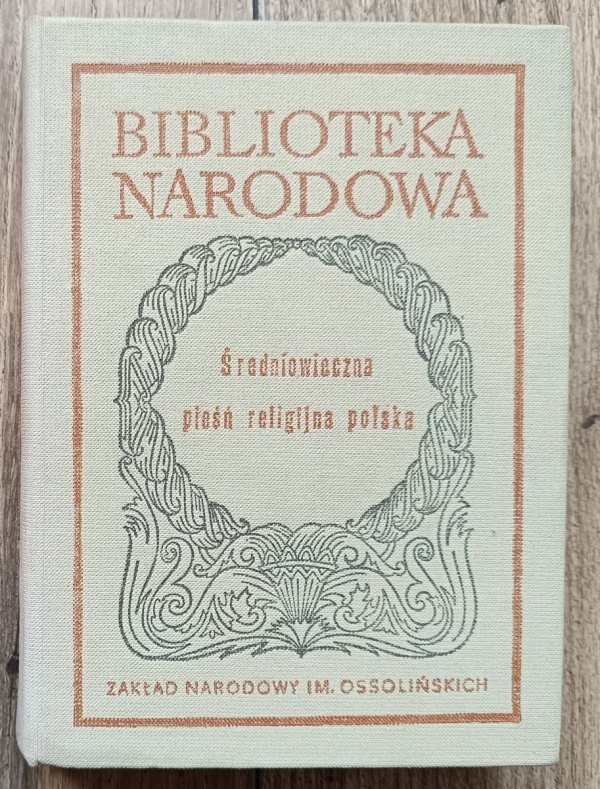 BIBLIOTEKA
NARODOWA
Średniowieczna
pieśń religijna polska
ZAKŁAD NARODOWY IM. OSSOLIŃSKICH